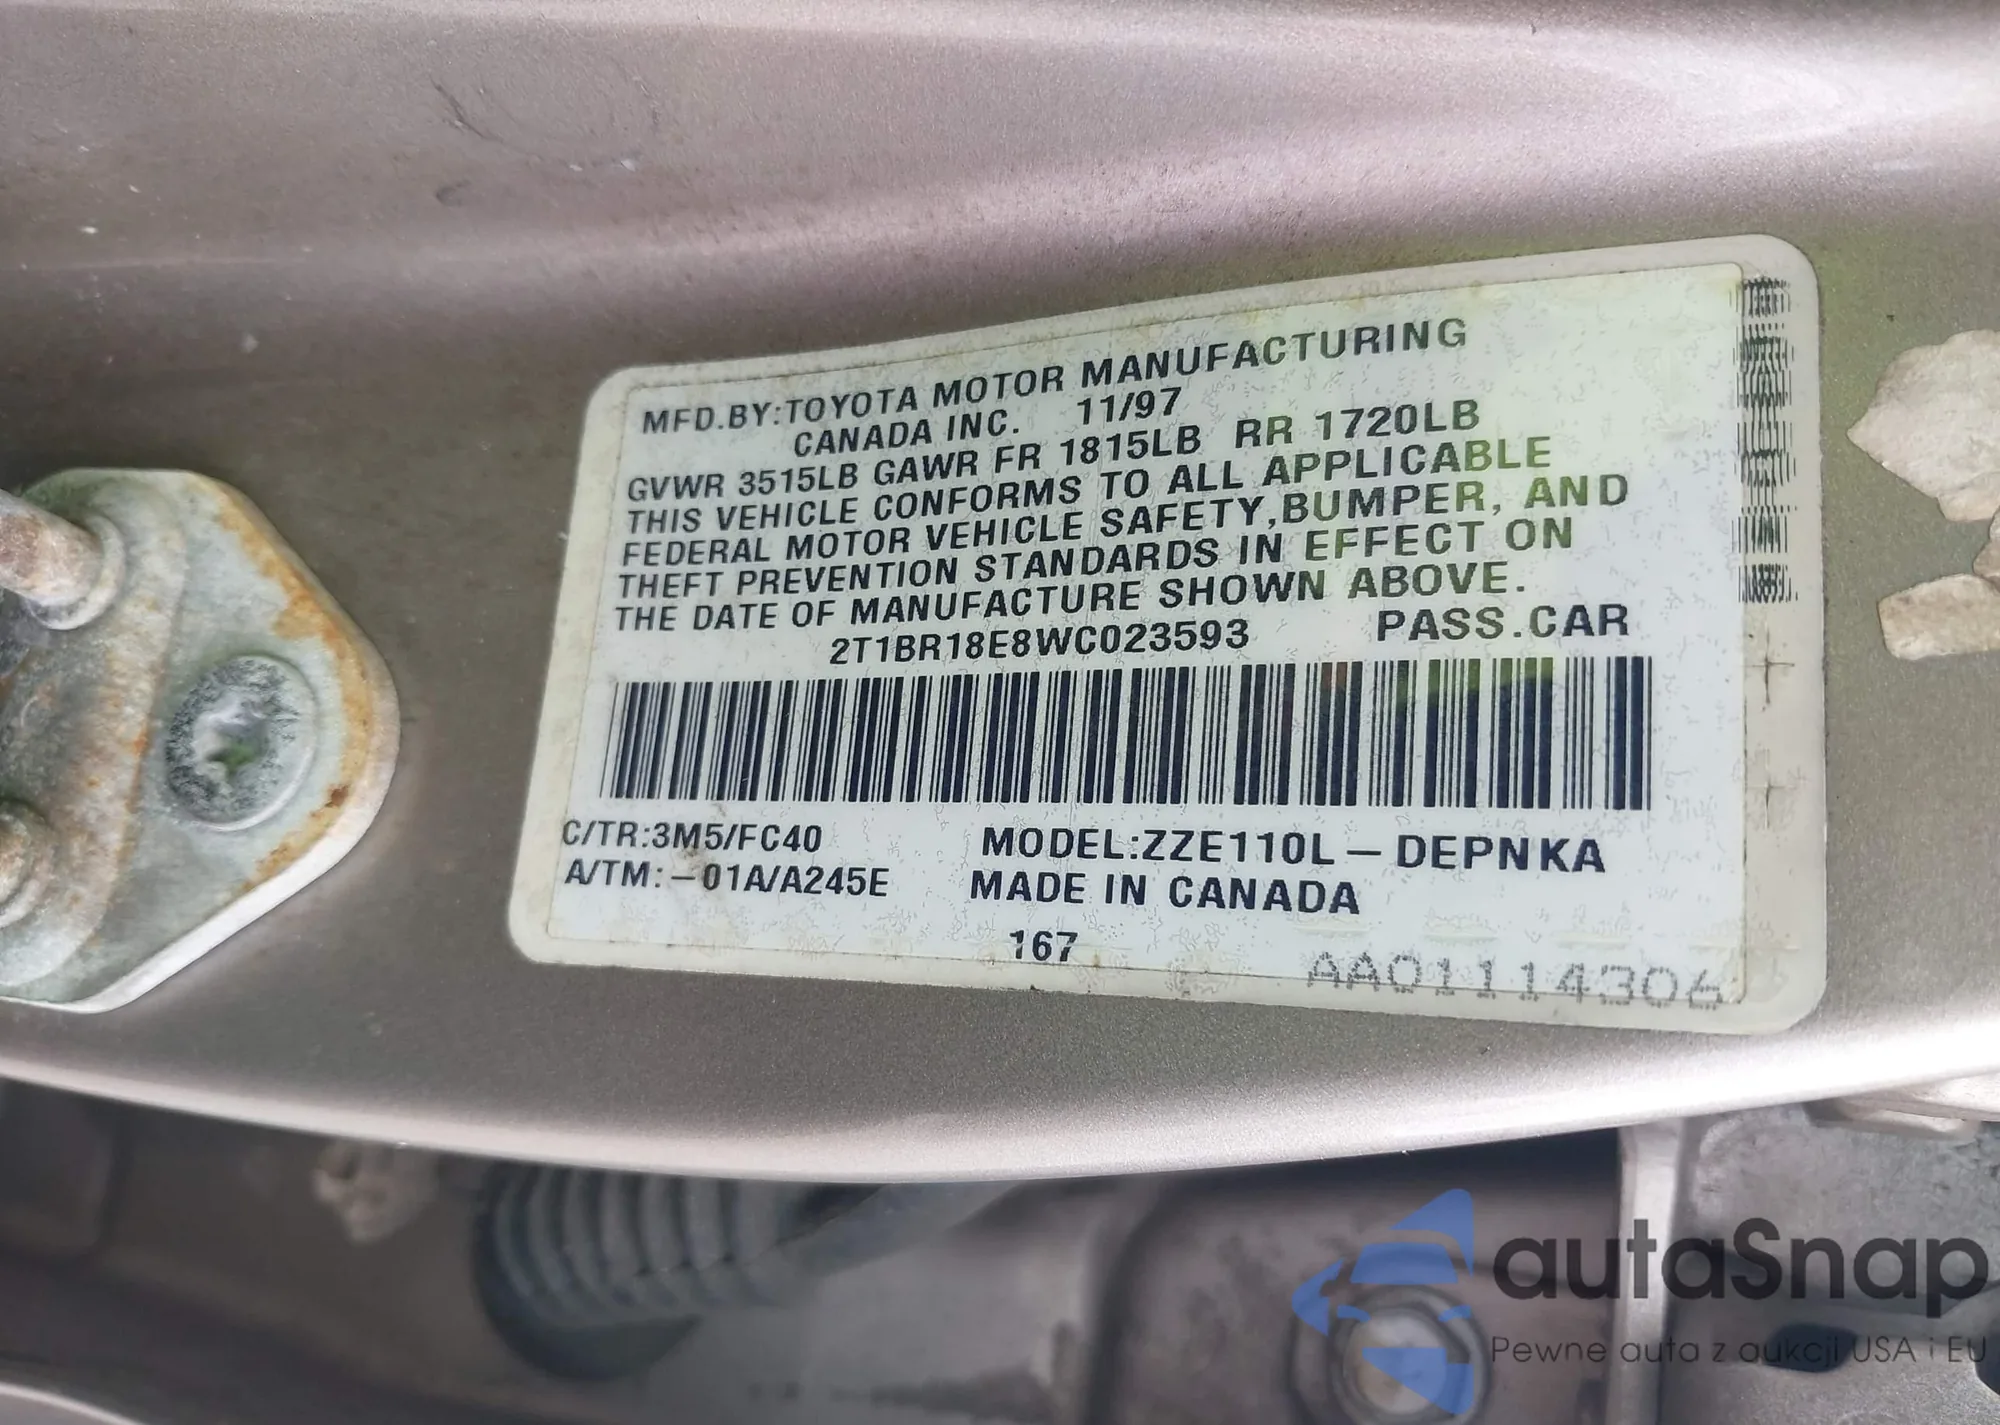 MFD.BY:TOYOTA MOTOR MANUFACTURING
CANADA INC. 11/97
GVWR 3515LB GAWR FR 1815LB RR 1720LB
THIS VEHICLE CONFORMS TO ALL APPLICABLE
FEDERAL MOTOR VEHICLE SAFETY,BUMPER, AND
THEFT PREVENTION STANDARDS IN EFFECT ON
THE DATE OF MANUFACTURE SHOWN ABOVE.
2T1BR18E8WC023593 PASS.CAR
C/TR:3M5/FC40 MODEL:ZZE110L-DEPNKA
A/TM:-01A/A245E MADE IN CANADA
167
AA01114306
autaSnap
Pewne auta z aukcji USA i EU